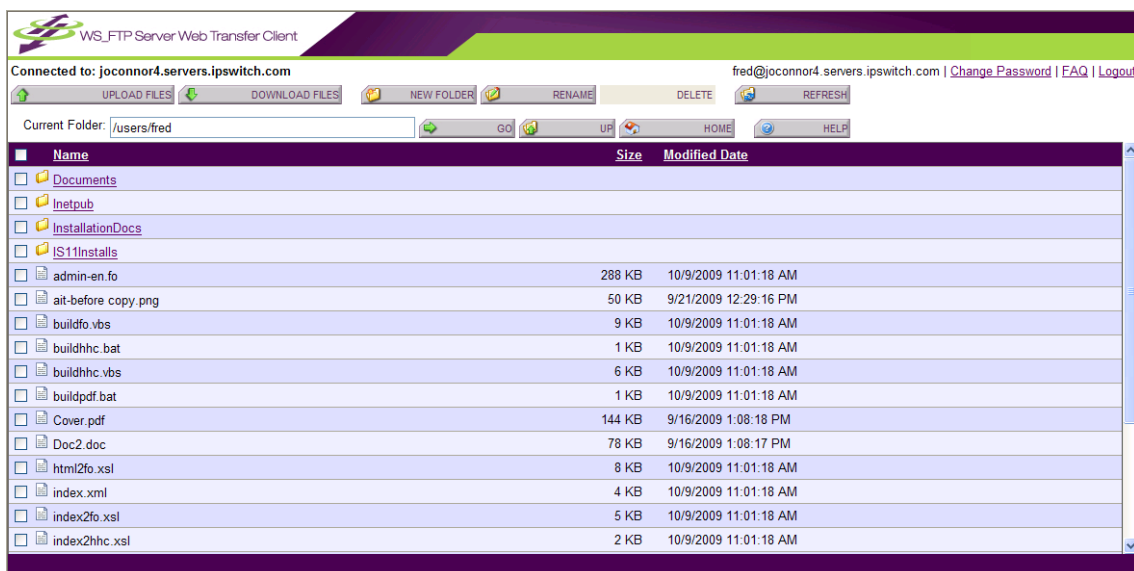 WS_FTP Server Web Transfer Client
Connected to: joconnor4.servers.ipswitch.com fred@joconnor4.servers.ipswitch.com | Change Password | FAQ | Logout
UPLOAD FILES DOWNLOAD FILES NEW FOLDER RENAME DELETE REFRESH
Current Folder: /users/fred GO UP HOME HELP
Name Size Modified Date
Documents
Inetpub
InstallationDocs
IS11Installs
admin-en.fo 288 KB 10/9/2009 11:01:18 AM
ait-before copy.png 50 KB 9/21/2009 12:29:16 PM
buildfo.vbs 9 KB 10/9/2009 11:01:18 AM
buildhhc.bat 1 KB 10/9/2009 11:01:18 AM
buildhhc.vbs 6 KB 10/9/2009 11:01:18 AM
buildpdf.bat 1 KB 10/9/2009 11:01:18 AM
Cover.pdf 144 KB 9/16/2009 1:08:18 PM
Doc2.doc 78 KB 9/16/2009 1:08:17 PM
html2fo.xsl 8 KB 10/9/2009 11:01:18 AM
index.xml 4 KB 10/9/2009 11:01:18 AM
index2fo.xsl 5 KB 10/9/2009 11:01:18 AM
index2hhc.xsl 2 KB 10/9/2009 11:01:18 AM